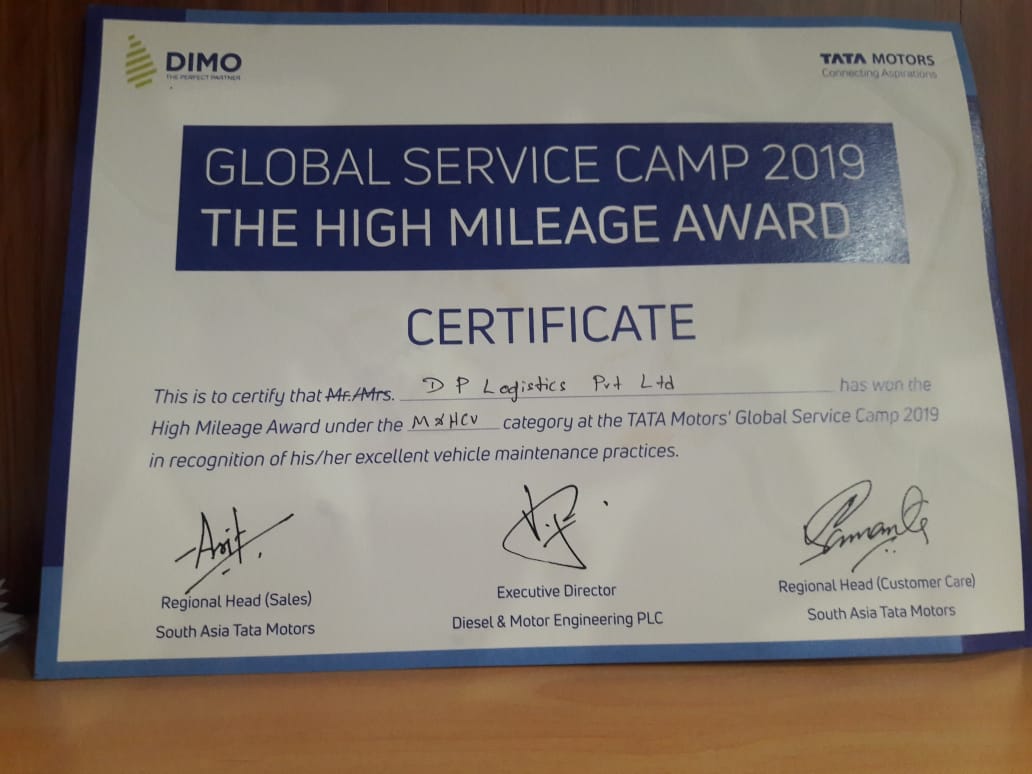 DIMO
THE PERFECT PARTNER
TATA MOTORS
Connecting Aspirations
GLOBAL SERVICE CAMP 2019
THE HIGH MILEAGE AWARD
CERTIFICATE
This is to certify that Mr./Mrs. D P Logistics Pvt Ltd has won the
High Mileage Award under the M&HCV category at the TATA Motors' Global Service Camp 2019
in recognition of his/her excellent vehicle maintenance practices.
Regional Head (Sales)
South Asia Tata Motors
Executive Director
Diesel & Motor Engineering PLC
Regional Head (Customer Care)
South Asia Tata Motors